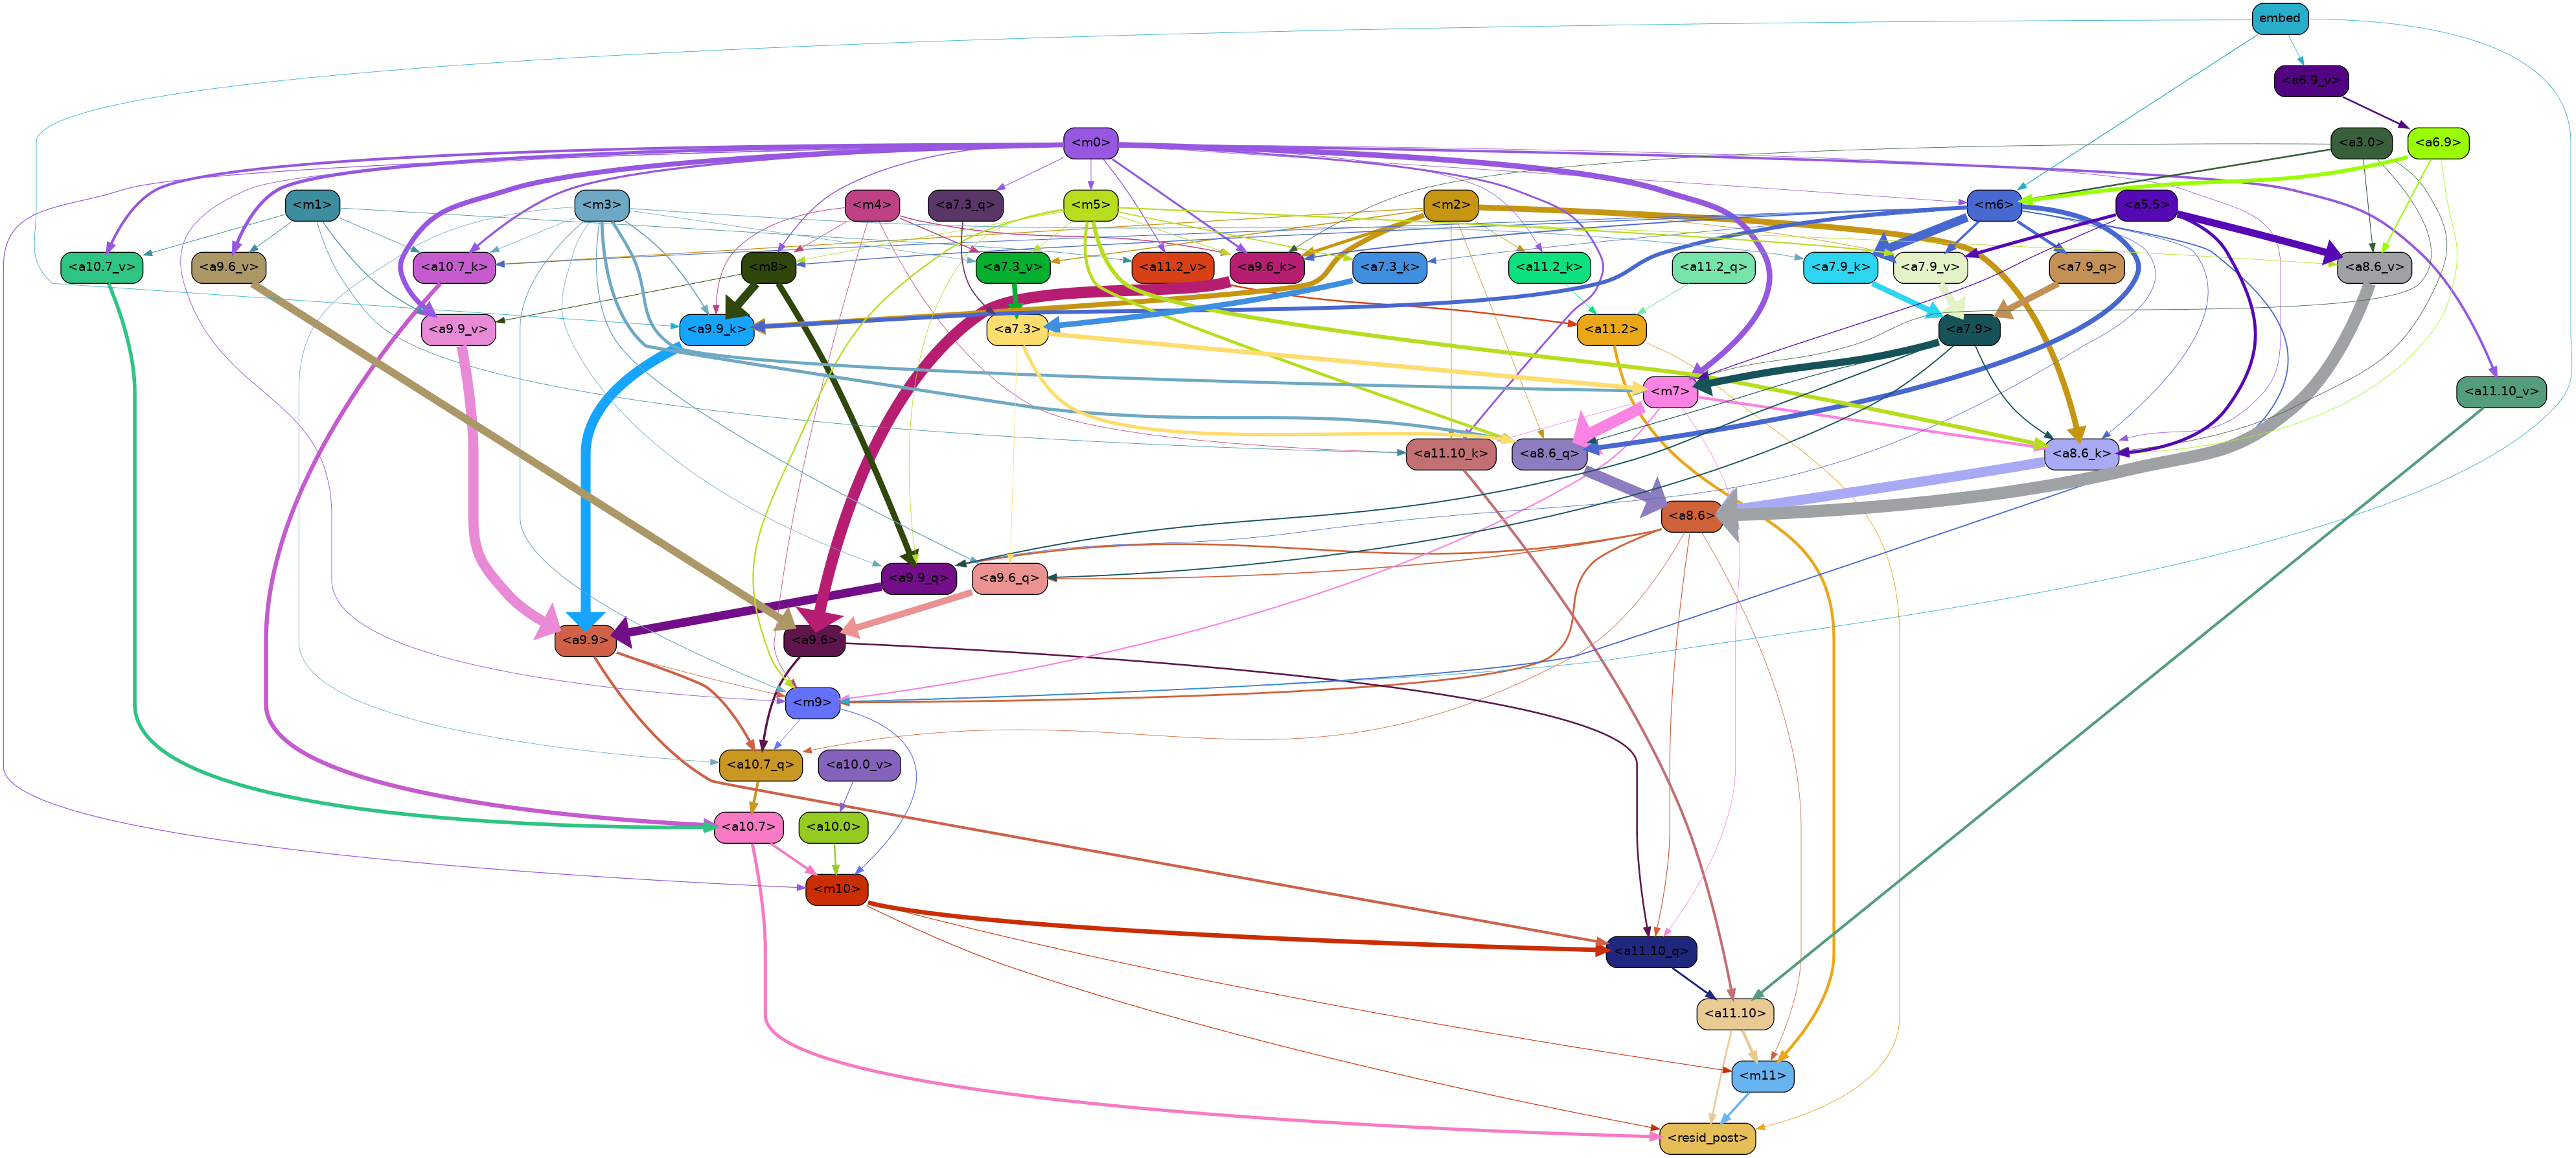 embed
<a6.9_v>
<m0>
<a3.0>
<a6.9>
<m1>
<m3>
<m4>
<a7.3_q>
<m5>
<m2>
<m6>
<a5.5>
<a10.7_v>
<a9.6_v>
<a10.7_k>
<m8>
<a7.3_v>
<a11.2_v>
<a9.6_k>
<a7.3_k>
<a11.2_k>
<a11.2_q>
<a7.9_k>
<a7.9_v>
<a7.9_q>
<a8.6_v>
<a9.9_v>
<a9.9_k>
<a7.3>
<a11.2>
<a7.9>
<m7>
<a11.10_v>
<a11.10_k>
<a8.6_q>
<a8.6_k>
<a8.6>
<a9.9_q>
<a9.6_q>
<a9.9>
<a9.6>
<m9>
<a10.7_q>
<a10.0_v>
<a10.7>
<a10.0>
<m10>
<a11.10_q>
<a11.10>
<m11>
<resid_post>